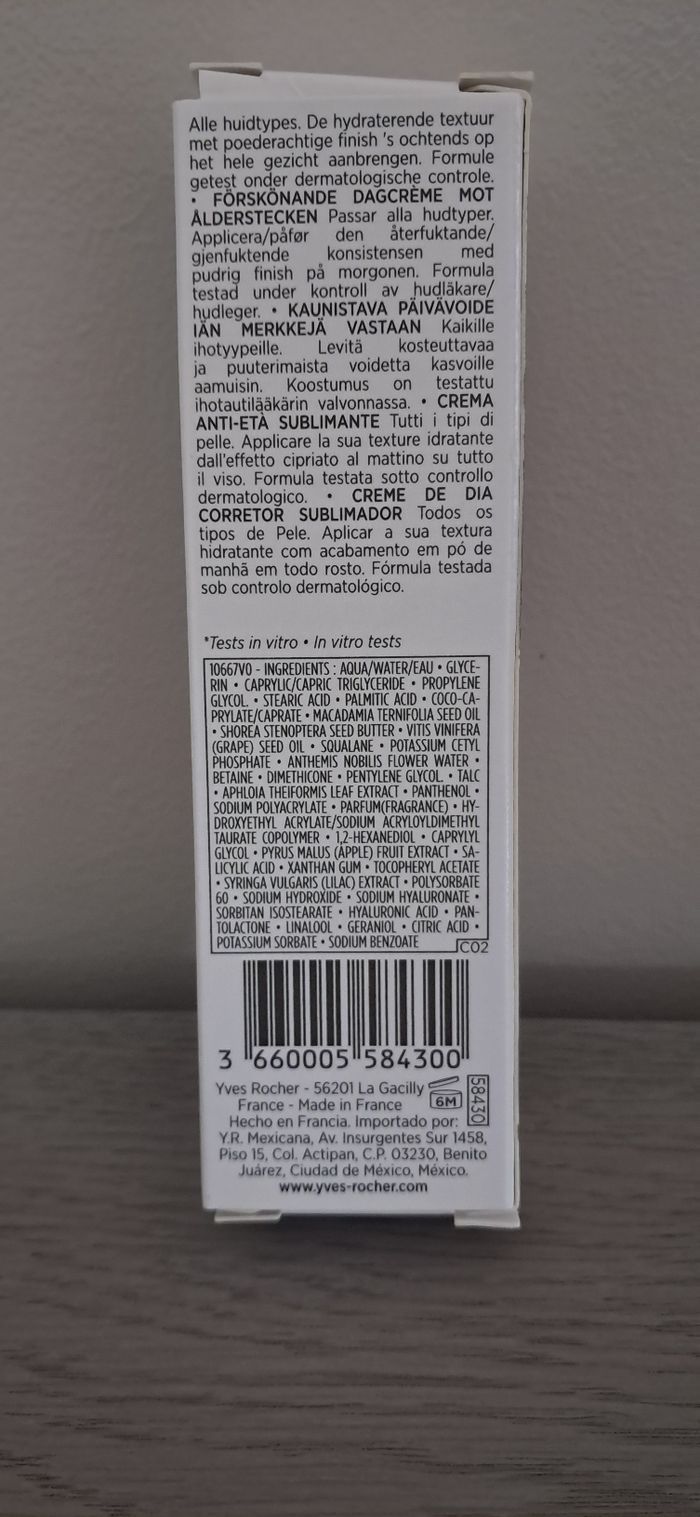 Alle huidtypes. De hydraterende textuur
met poederachtige finish 's ochtends op
het hele gezicht aanbrengen. Formule
getest onder dermatologische controle.
• FÖRSKÖNANDE DAGCRÈME MOT
ÅLDERSTECKEN Passar alla hudtyper.
Applicera/påfør den återfuktande/
gjenfuktende konsistensen med
pudrig finish på morgonen. Formula
testad under kontroll av hudläkare/
hudleger. • KAUNISTAVA PÄIVÄVOIDE
IÄN MERKKEJÄ VASTAAN Kaikille
ihotyypeille. Levitä kosteuttavaa
ja puuterimaista voidetta kasvoille
aamuisin. Koostumus on testattu
ihotautilääkärin valvonnassa. • CREMA
ANTI-ETÀ SUBLIMANTE Tutti i tipi di
pelle. Applicare la sua texture idratante
dall'effetto cipriato al mattino su tutto
il viso. Formula testata sotto controllo
dermatologico. • CREME DE DIA
CORRETOR SUBLIMADOR Todos os
tipos de Pele. Aplicar a sua textura
hidratante com acabamento em pó de
manhã em todo rosto. Fórmula testada
sob controlo dermatológico.
*Tests in vitro • In vitro tests
10667V0 - INGREDIENTS : AQUA/WATER/EAU • GLYCE-
RIN • CAPRYLIC/CAPRIC TRIGLYCERIDE • PROPYLENE
GLYCOL. • STEARIC ACID • PALMITIC ACID • COCO-CA-
PRYLATE/CAPRATE • MACADAMIA TERNIFOLIA SEED OIL
• SHOREA STENOPTERA SEED BUTTER • VITIS VINIFERA
(GRAPE) SEED OIL • SQUALANE • POTASSIUM CETYL
PHOSPHATE • ANTHEMIS NOBILIS FLOWER WATER •
BETAINE • DIMETHICONE • PENTYLENE GLYCOL. • TALC
• APHLOIA THEIFORMIS LEAF EXTRACT • PANTHENOL •
SODIUM POLYACRYLATE • PARFUM(FRAGRANCE) • HY-
DROXYETHYL ACRYLATE/SODIUM ACRYLOYLDIMETHYL
TAURATE COPOLYMER • 1,2-HEXANEDIOL • CAPRYLYL
GLYCOL • PYRUS MALUS (APPLE) FRUIT EXTRACT • SA-
LICYLIC ACID • XANTHAN GUM • TOCOPHERYL ACETATE
• SYRINGA VULGARIS (LILAC) EXTRACT • POLYSORBATE
60 • SODIUM HYDROXIDE • SODIUM HYALURONATE •
SORBITAN ISOSTEARATE • HYALURONIC ACID • PAN-
TOLACTONE • LINALOOL • GERANIOL • CITRIC ACID •
POTASSIUM SORBATE • SODIUM BENZOATE
C02
3 660005 584300
Yves Rocher - 56201 La Gacilly
France - Made in France
6M
58430
Hecho en Francia. Importado por:
Y.R. Mexicana, Av. Insurgentes Sur 1458,
Piso 15, Col. Actipan, C.P. 03230, Benito
Juárez, Ciudad de México, México.
www.yves-rocher.com